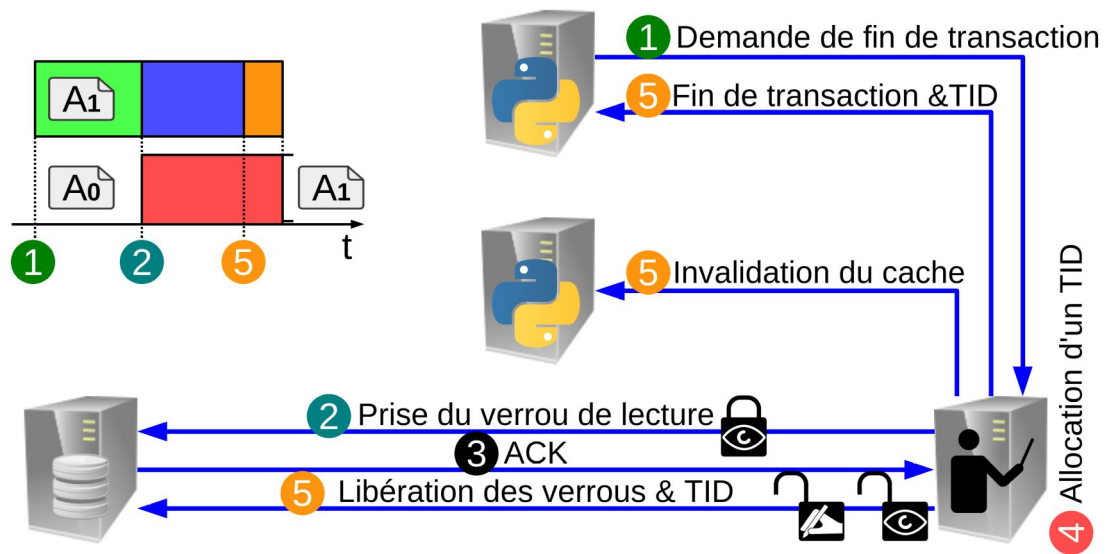 1 Demande de fin de transaction
5 Fin de transaction &TID
A1
A0
A1
t
1 2 5
5 Invalidation du cache
2 Prise du verrou de lecture
3 ACK
5 Libération des verrous & TID
4 Allocation d'un TID